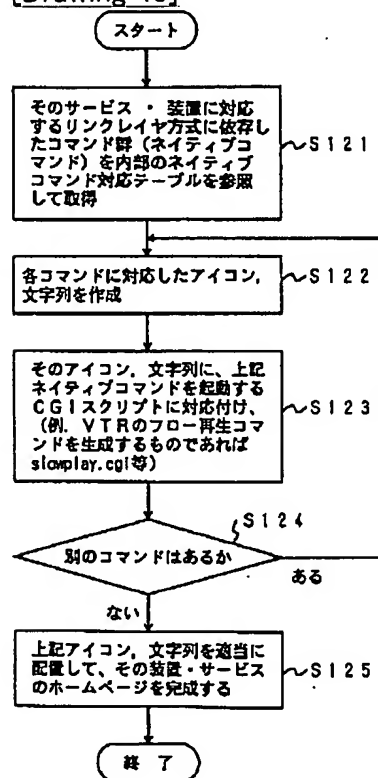 スタート
そのサービス・装置に対応
するリンクレイヤ方式に依存し
たコマンド群(ネイティブコ
マンド)を内部のネイティブ
コマンド対応テーブルを参照
して取得
~S121
各コマンドに対応したアイコン,
文字列を作成
~S122
そのアイコン,文字列に、上記
ネイティブコマンドを起動する
CGIスクリプトに対応付け、
(例.VTRのフロー再生コマ
ンドを生成するものであれば
slowplay.cgi等)
~S123
S124
別のコマンドはあるか
ある
ない
上記アイコン,文字列を適当に
配置して、その装置・サービス
のホームページを完成する
~S125
終了